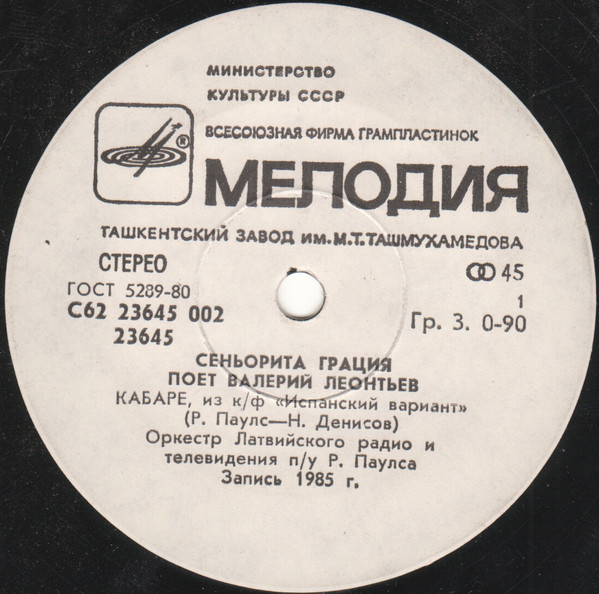 МИНИСТЕРСТВО
КУЛЬТУРЫ СССР
ВСЕСОЮЗНАЯ ФИРМА ГРАМПЛАСТИНОК
®
МЕЛОДИЯ
ТАШКЕНТСКИЙ ЗАВОД ИМ.М.Т.ТАШМУХАМЕДОВА
СТЕРЕО
45
ГОСТ 5289-80
1
С62 23645 002
Гр. 3. 0-90
23645
СЕНЬОРИТА ГРАЦИЯ
ПОЕТ ВАЛЕРИЙ ЛЕОНТЬЕВ
КАБАРЕ, из к/ф «Испанский вариант»
(Р. Паулс—Н. Денисов)
Оркестр Латвийского радио и
телевидения п/у Р. Паулса
Запись 1985 г.